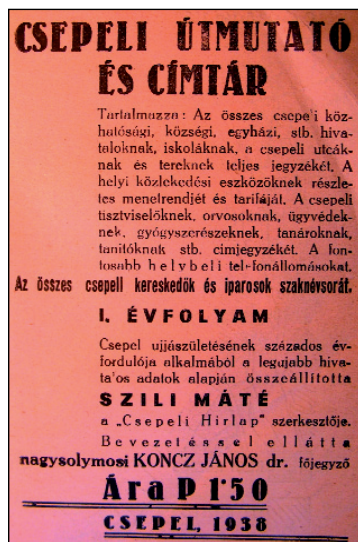 CSEPELI ÚTMUTATÓ
ÉS CÍMTÁR
Tartalmazza: Az összes csepeli köz-
hatósági, községi, egyházi, stb. hiva-
taloknak, iskoláknak, a csepeli utcák-
nak és tereknek teljes jegyzékét. A
helyi közlekedési eszközöknek részle-
tes menetrendjét és tarifáját. A csepeli
tisztviselőknek, orvosoknak, ügyvédek-
nek, gyógyszerészeknek, tanároknak,
tanítóknak stb. címjegyzékét. A fon-
tosabb helybeli telefonállomásokat.
Az összes csepeli kereskedők és iparosok szaknévsorát.
I. ÉVFOLYAM
Csepel ujjászületésének százados év-
fordulója alkalmából a legujabb hiva-
ta'os adatok alapján összeállította
SZILI MÁTÉ
a „Csepeli Hirlap" szerkesztője.
Bevezetéssel ellátta
nagysolymosi KONCZ JÁNOS dr. főjegyző
Ára P 1·50
CSEPEL, 1938